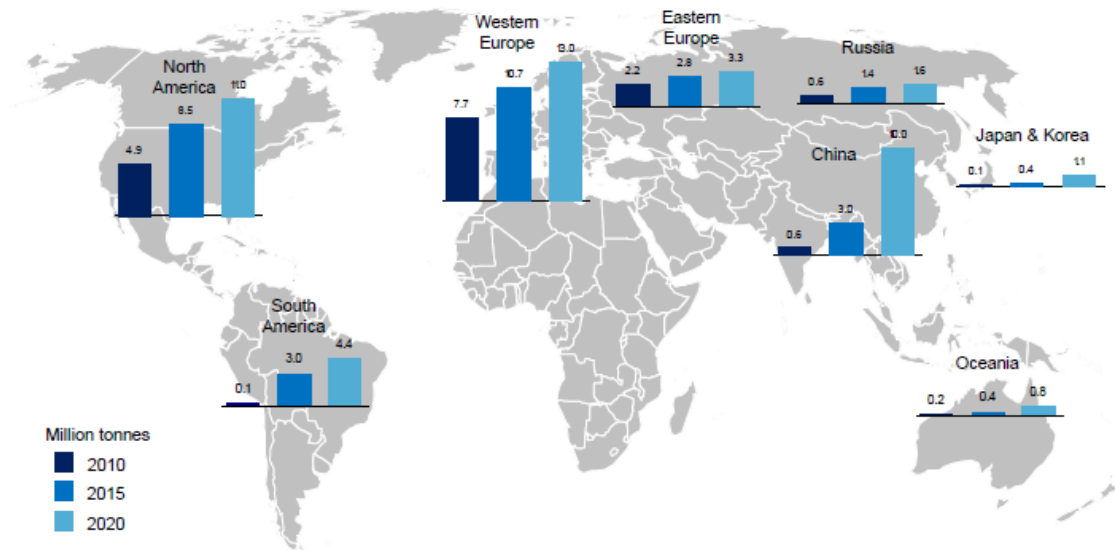 Western
Europe
13.0
10.7
7.7
Eastern
Europe
2.2
2.8
3.3
Russia
0.6
1.4
1.6
North
America
4.9
8.5
11.0
Japan & Korea
0.1
0.4
1.1
China
0.6
3.0
10.0
South
America
0.1
3.0
4.4
Oceania
0.2
0.4
0.8
Million tonnes
2010
2015
2020